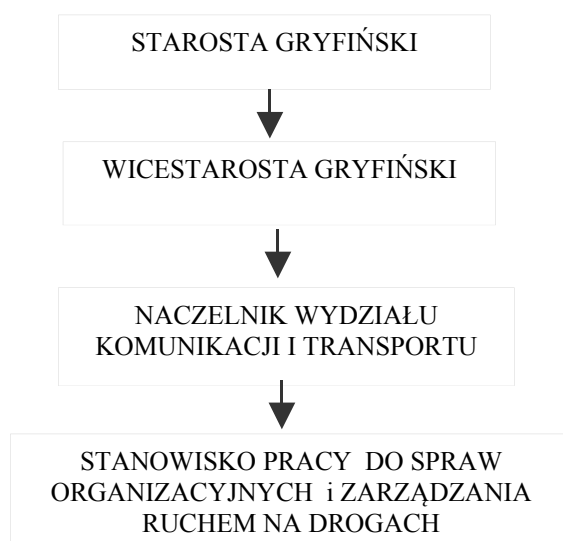 STAROSTA GRYFIŃSKI
WICESTAROSTA GRYFIŃSKI
NACZELNIK WYDZIAŁU
KOMUNIKACJI I TRANSPORTU
STANOWISKO PRACY DO SPRAW
ORGANIZACYJNYCH i ZARZĄDZANIA
RUCHEM NA DROGACH